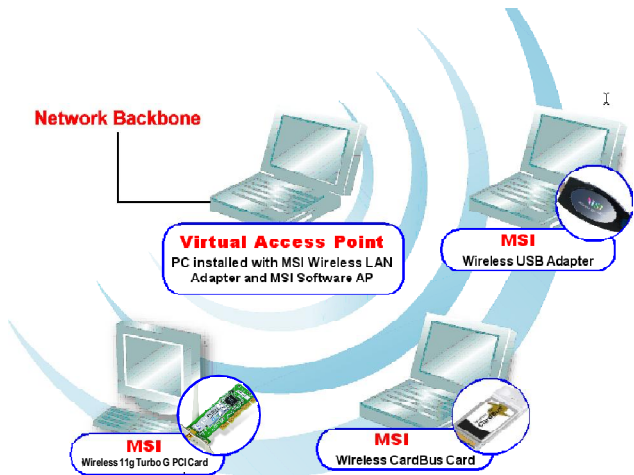 Network Backbone
Virtual Access Point
PC installed with MSI Wireless LAN
Adapter and MSI Software AP
MSI
MSI
Wireless USB Adapter
MSI
Wireless 11g Turbo G PCI Card
MSI
Wireless CardBus Card